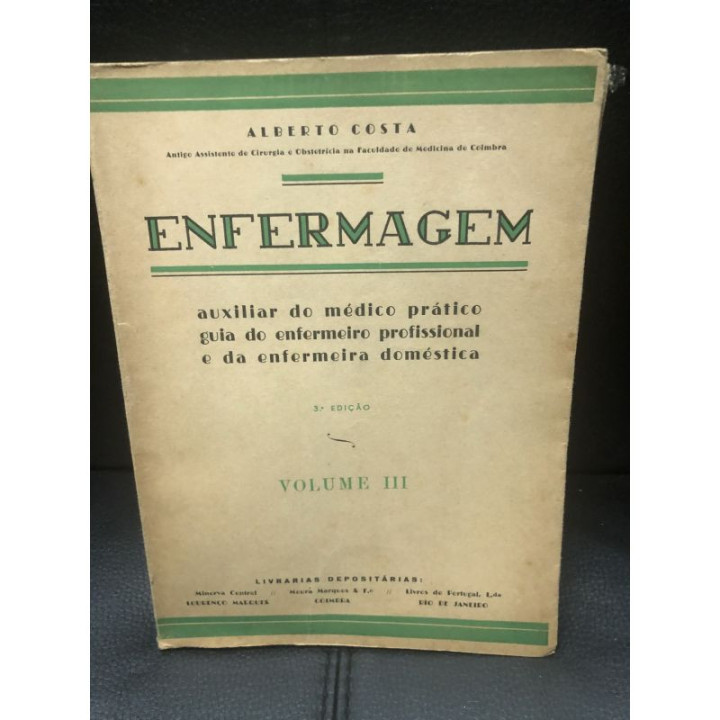 ALBERTO COSTA
Antigo Assistente de Cirurgia e Obstetrícia na Faculdade de Medicina de Coimbra
ENFERMAGEM
auxiliar do médico prático
guia do enfermeiro profissional
e da enfermeira doméstica
3.ª EDIÇÃO
VOLUME III
LIVRARIAS DEPOSITÁRIAS:
Minerva Central // Moura Marques & F.º // Livros de Portugal, L.da
LOURENÇO MARQUES COIMBRA RIO DE JANEIRO